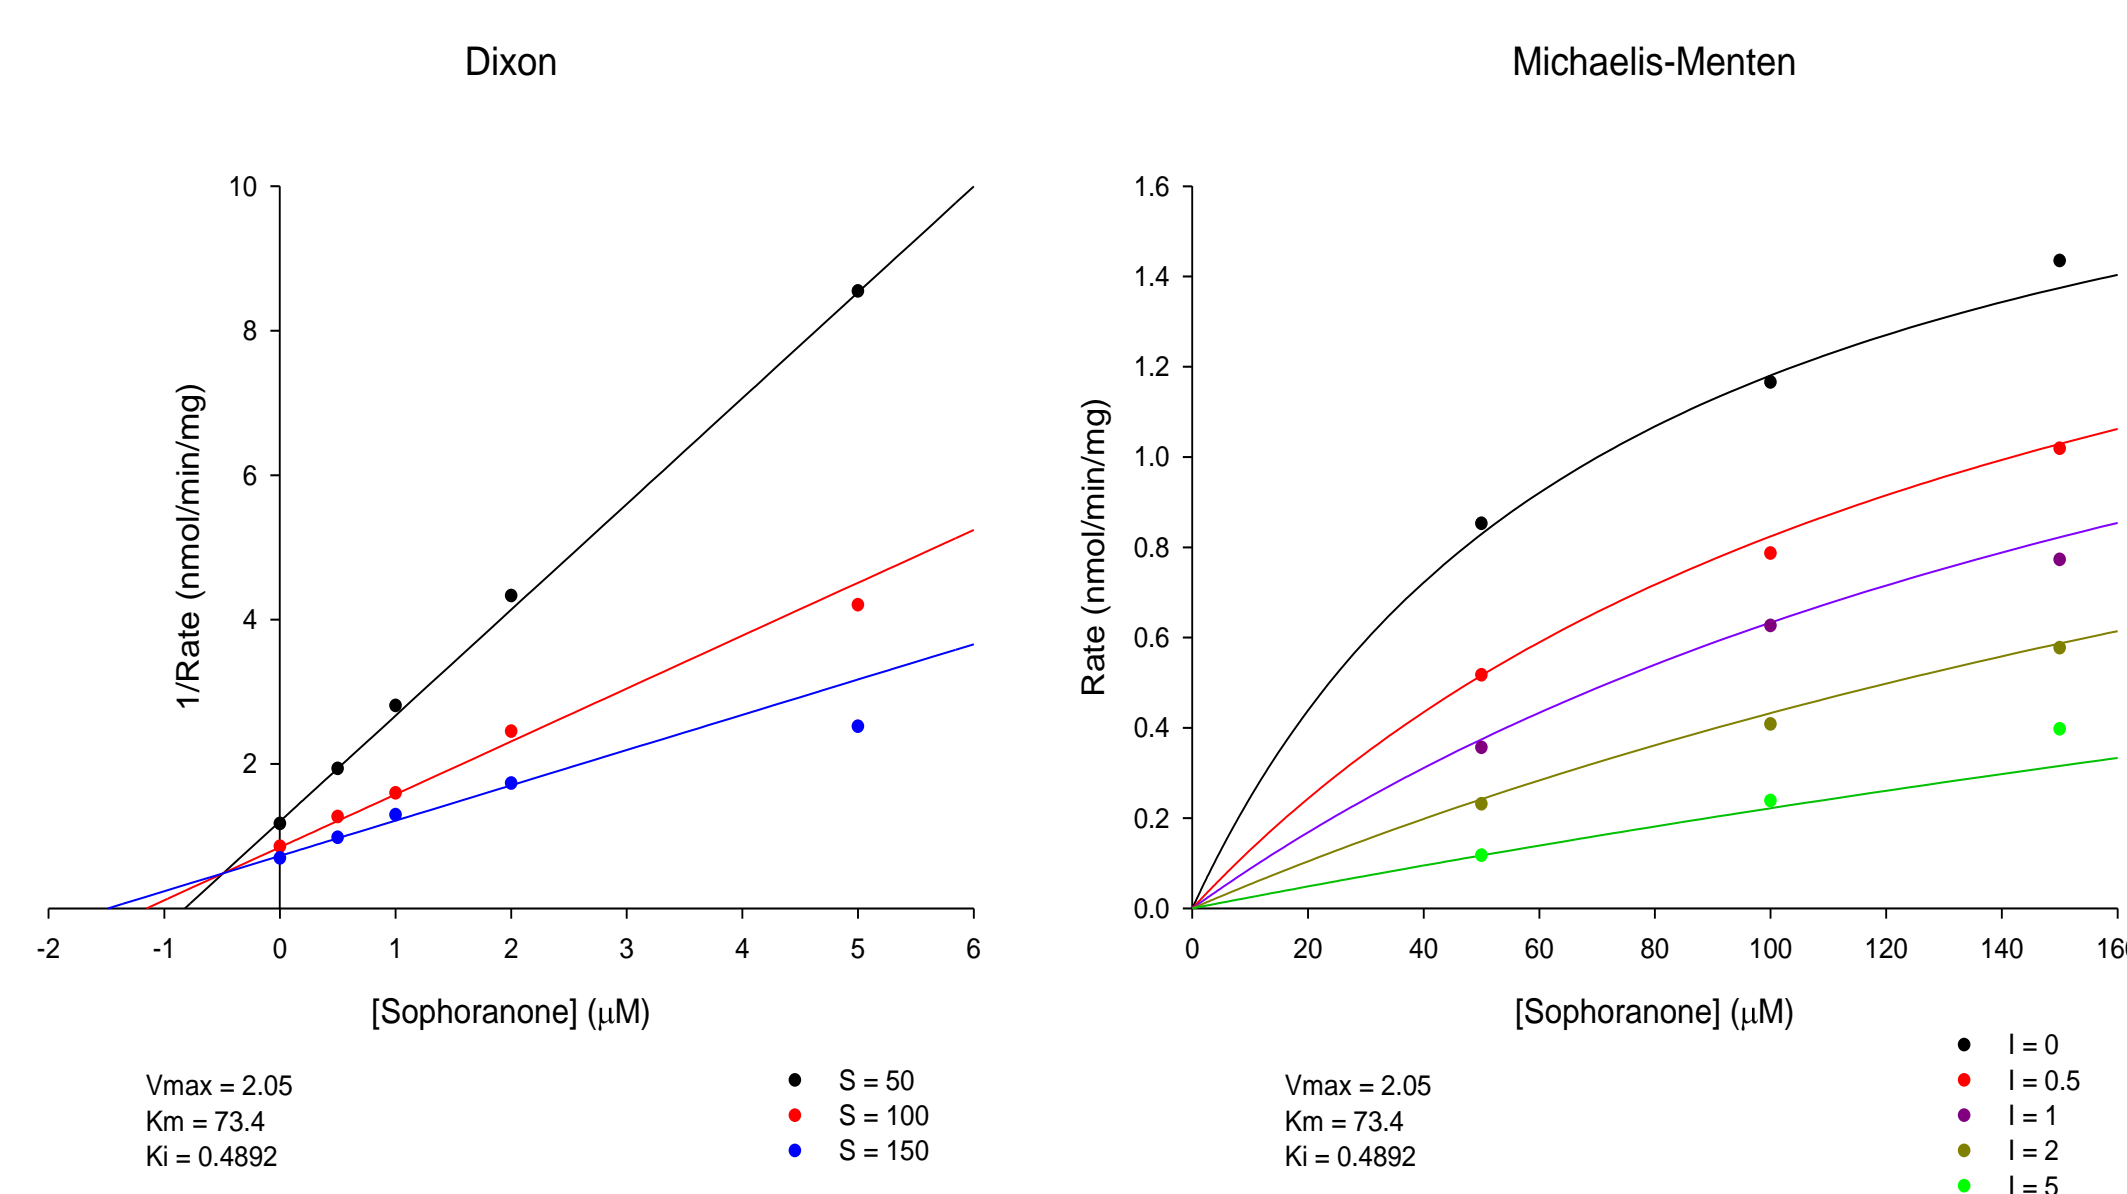 Dixon
10
8
6
4
2
1/Rate (nmol/min/mg)
-2 -1 0 1 2 3 4 5 6
[Sophoranone] (μM)
Vmax = 2.05
Km = 73.4
Ki = 0.4892
S = 50
S = 100
S = 150
Michaelis-Menten
1.6
1.4
1.2
1.0
0.8
0.6
0.4
0.2
0.0
Rate (nmol/min/mg)
0 20 40 60 80 100 120 140 160
[Sophoranone] (μM)
Vmax = 2.05
Km = 73.4
Ki = 0.4892
I = 0
I = 0.5
I = 1
I = 2
I = 5